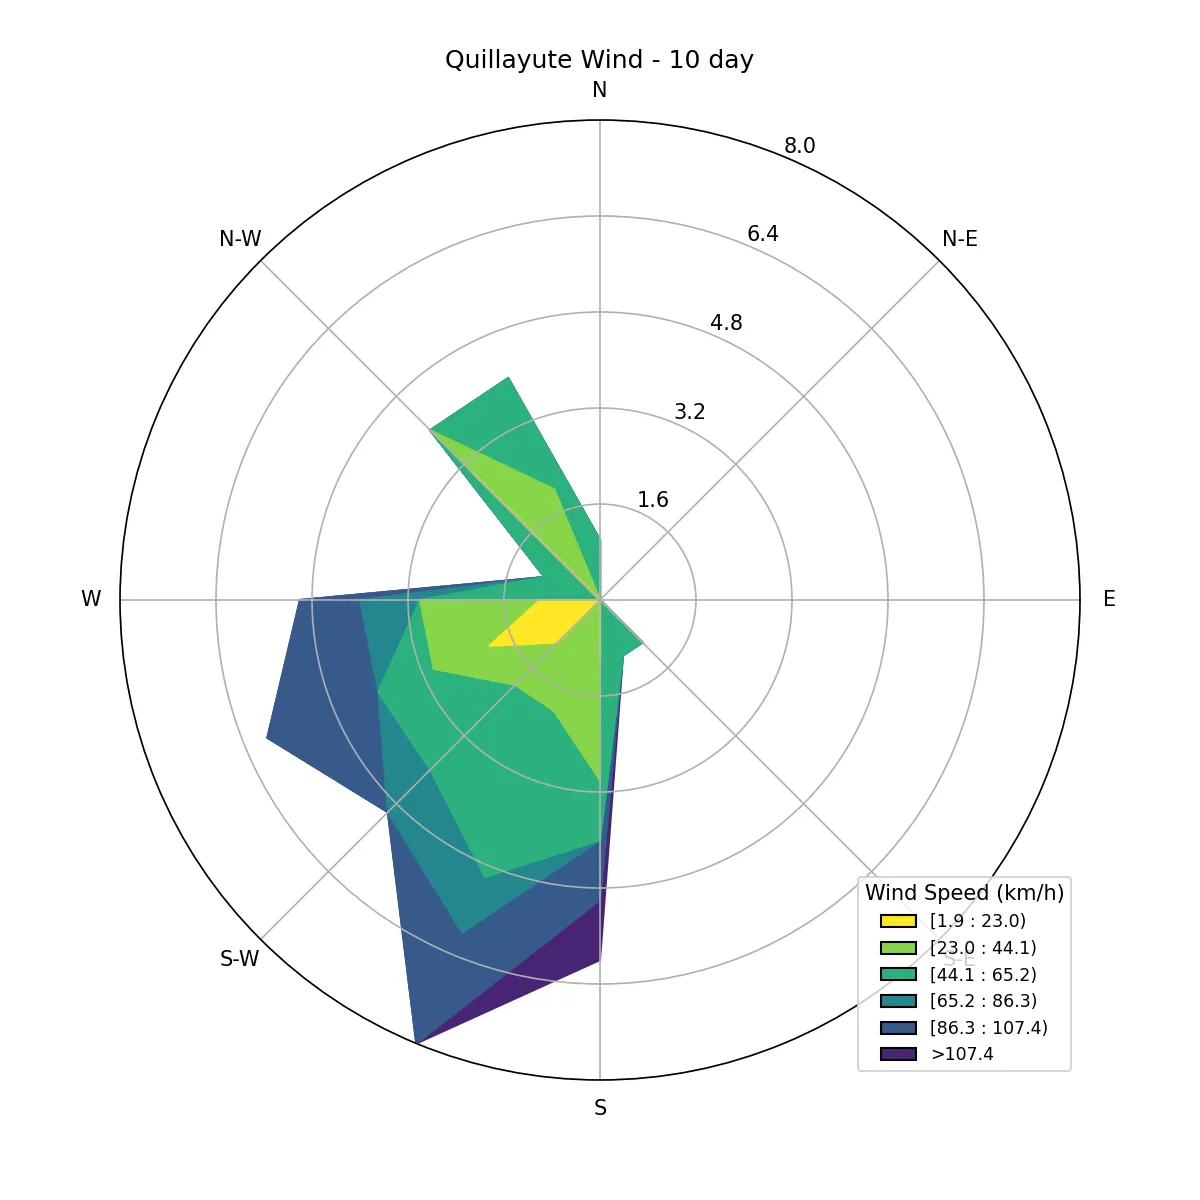 Quillayute Wind - 10 day
N
8.0
N-W
6.4
N-E
4.8
3.2
1.6
W
E
S-W
S-E
Wind Speed (km/h)
[1.9 : 23.0)
[23.0 : 44.1)
[44.1 : 65.2)
[65.2 : 86.3)
[86.3 : 107.4)
>107.4
S